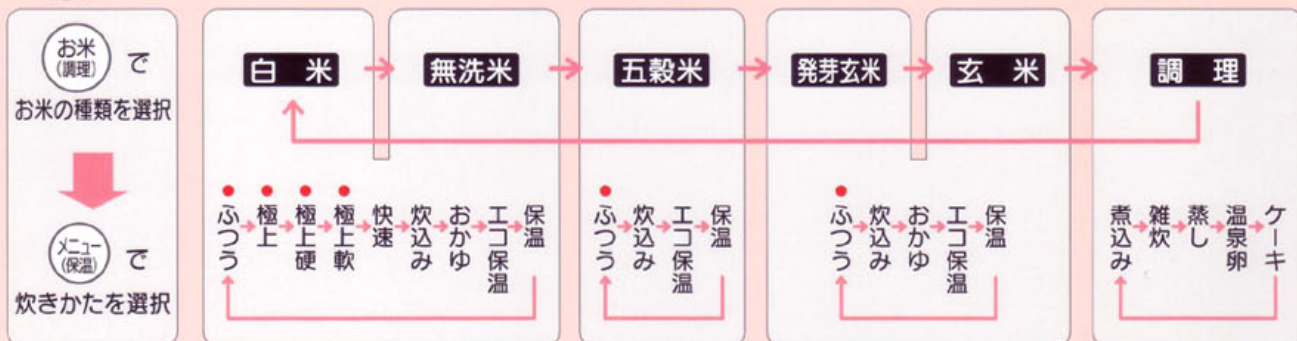 お米
(調理)
で
お米の種類を選択
メニュー
(保温)
で
炊きかたを選択
白 米
無洗米
五穀米
発芽玄米
玄 米
調 理
ふつう
極上
極上硬
極上軟
快速
炊込み
おかゆ
エコ保温
保温
ふつう
炊込み
エコ保温
保温
ふつう
炊込み
おかゆ
エコ保温
保温
煮込み
雑炊
蒸し
温泉卵
ケーキ